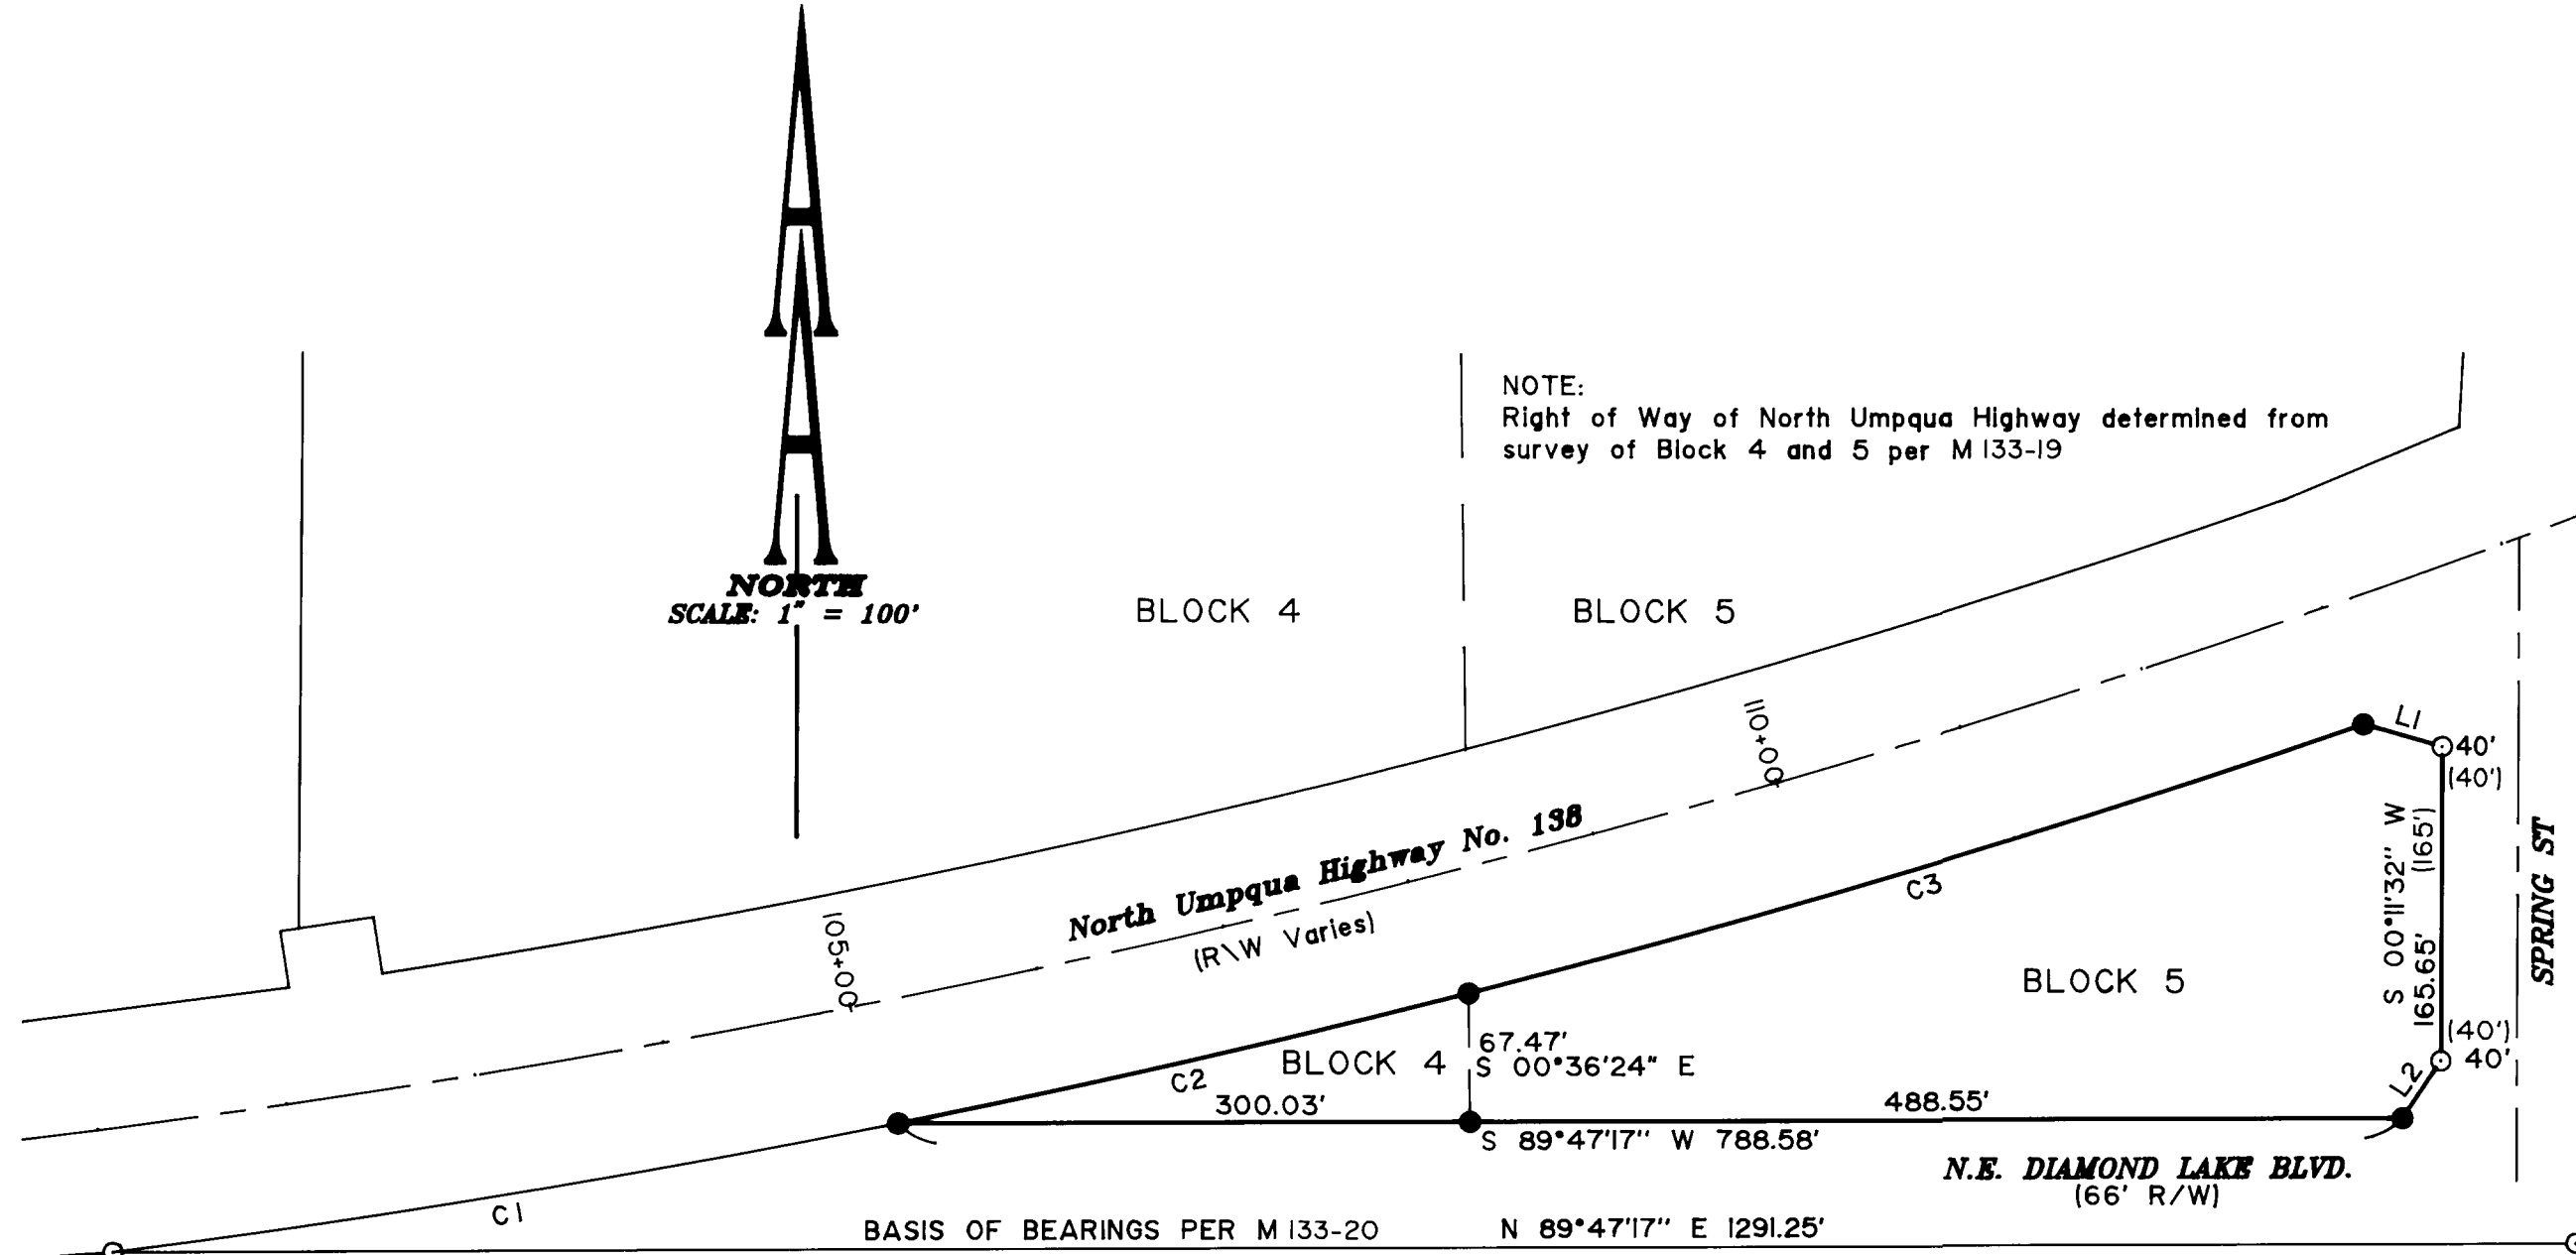 NOTE:
Right of Way of North Umpqua Highway determined from
survey of Block 4 and 5 per M 133-19
NORTH
SCALE: 1" = 100'
BLOCK 4
BLOCK 5
110+00
L1
40'
(40')
North Umpqua Highway No. 138
(R\W Varies)
105+00
C3
S 00°11'32" W
165.65'
(165')
SPRING ST
BLOCK 5
(40')
40'
67.47'
S 00°36'24" E
BLOCK 4
C2
L2
300.03'
488.55'
S 89°47'17" W 788.58'
N.E. DIAMOND LAKE BLVD.
(66' R/W)
C1
BASIS OF BEARINGS PER M 133-20
N 89°47'17" E 1291.25'